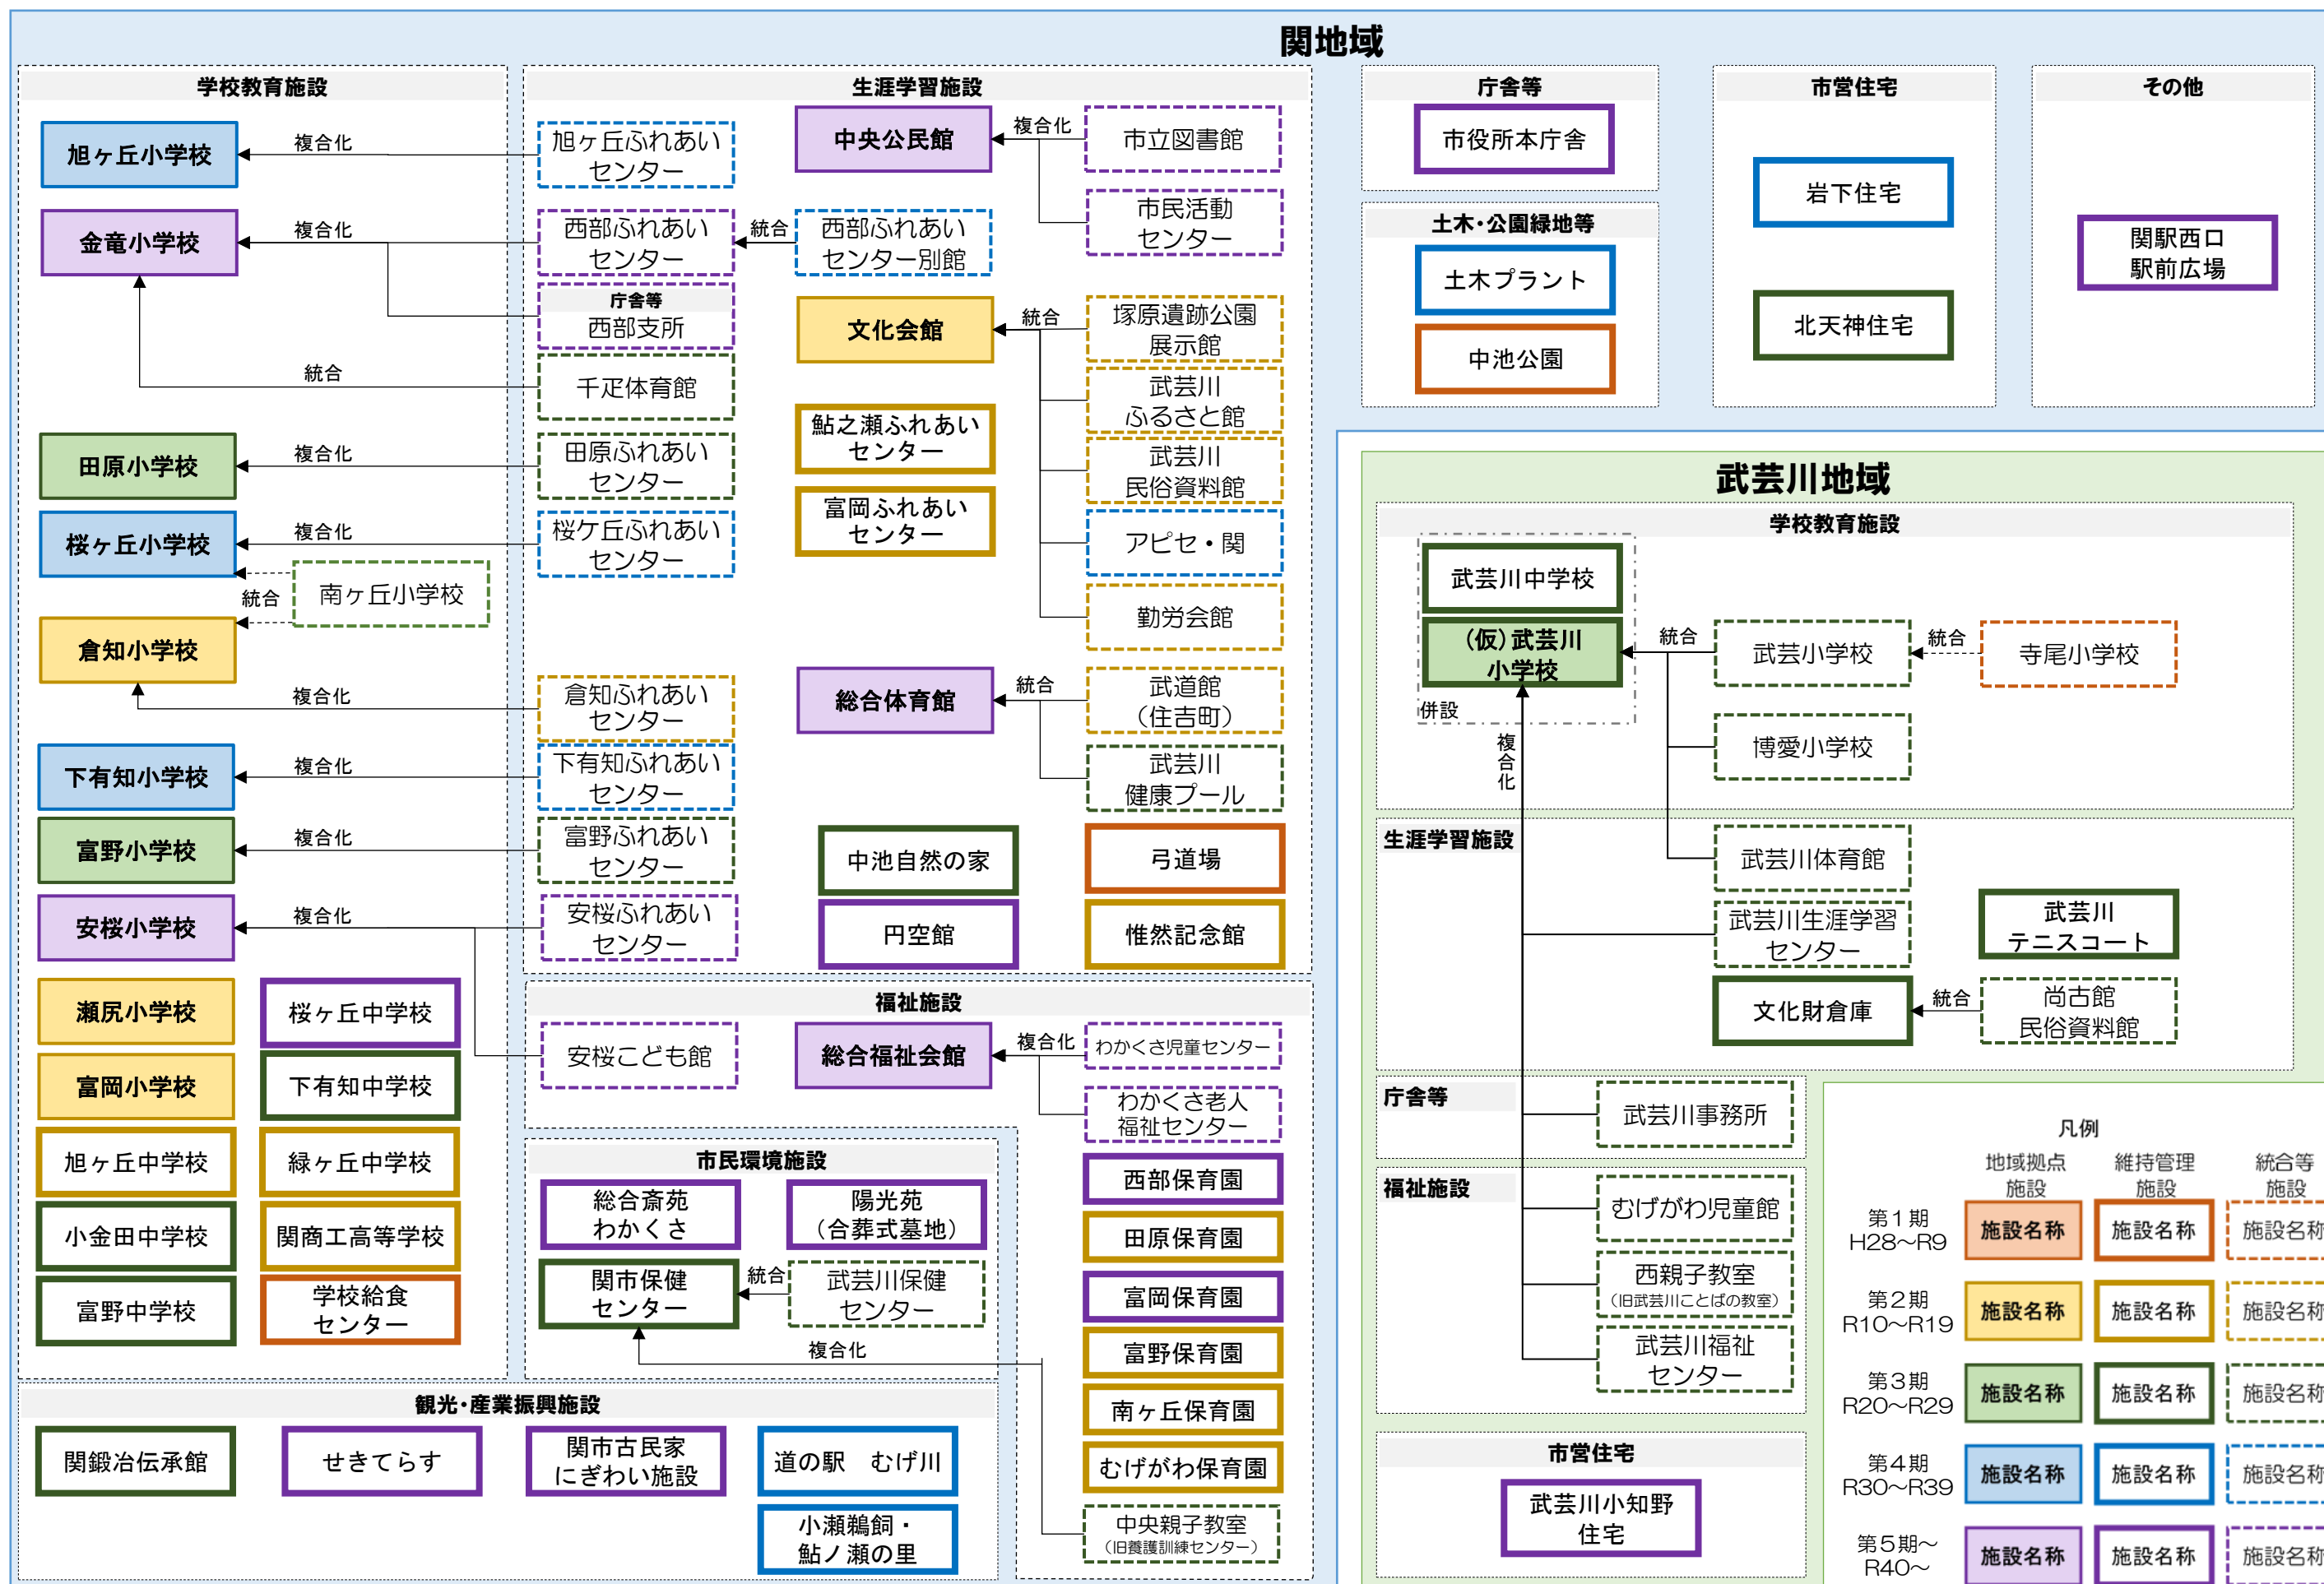 関地域
学校教育施設
旭ヶ丘小学校
複合化
金竜小学校
複合化
統合
田原小学校
複合化
桜ヶ丘小学校
複合化
統合
南ヶ丘小学校
倉知小学校
複合化
下有知小学校
複合化
富野小学校
複合化
安桜小学校
複合化
瀬尻小学校
桜ヶ丘中学校
富岡小学校
下有知中学校
旭ヶ丘中学校
緑ヶ丘中学校
小金田中学校
関商工高等学校
富野中学校
学校給食
センター
生涯学習施設
旭ヶ丘ふれあい
センター
西部ふれあい
センター
統合
西部ふれあい
センター別館
庁舎等
西部支所
千疋体育館
田原ふれあい
センター
桜ケ丘ふれあい
センター
倉知ふれあい
センター
下有知ふれあい
センター
富野ふれあい
センター
安桜ふれあい
センター
中央公民館
複合化
市立図書館
市民活動
センター
文化会館
統合
塚原遺跡公園
展示館
武芸川
ふるさと館
武芸川
民俗資料館
アピセ・関
勤労会館
鮎之瀬ふれあい
センター
富岡ふれあい
センター
総合体育館
統合
武道館
（住吉町）
武芸川
健康プール
中池自然の家
弓道場
円空館
惟然記念館
福祉施設
安桜こども館
総合福祉会館
複合化
わかくさ児童センター
わかくさ老人
福祉センター
西部保育園
田原保育園
富岡保育園
富野保育園
南ヶ丘保育園
むげがわ保育園
中央親子教室
（旧養護訓練センター）
市民環境施設
総合斎苑
わかくさ
陽光苑
（合葬式墓地）
関市保健
センター
統合
武芸川保健
センター
複合化
観光・産業振興施設
関鍛冶伝承館
せきてらす
関市古民家
にぎわい施設
道の駅　むげ川
小瀬鵜飼・
鮎ノ瀬の里
庁舎等
市役所本庁舎
土木・公園緑地等
土木プラント
中池公園
市営住宅
岩下住宅
北天神住宅
その他
関駅西口
駅前広場
武芸川地域
学校教育施設
武芸川中学校
（仮）武芸川
小学校
併設
統合
武芸小学校
統合
寺尾小学校
博愛小学校
複合化
生涯学習施設
武芸川体育館
武芸川生涯学習
センター
武芸川
テニスコート
文化財倉庫
統合
尚古館
民俗資料館
庁舎等
武芸川事務所
福祉施設
むげがわ児童館
西親子教室
（旧武芸川ことばの教室）
武芸川福祉
センター
市営住宅
武芸川小知野
住宅
凡例
地域拠点
施設
維持管理
施設
統合等
施設
第1期
H28～R9
施設名称
施設名称
施設名称
第2期
R10～R19
施設名称
施設名称
施設名称
第3期
R20～R29
施設名称
施設名称
施設名称
第4期
R30～R39
施設名称
施設名称
施設名称
第5期～
R40～
施設名称
施設名称
施設名称